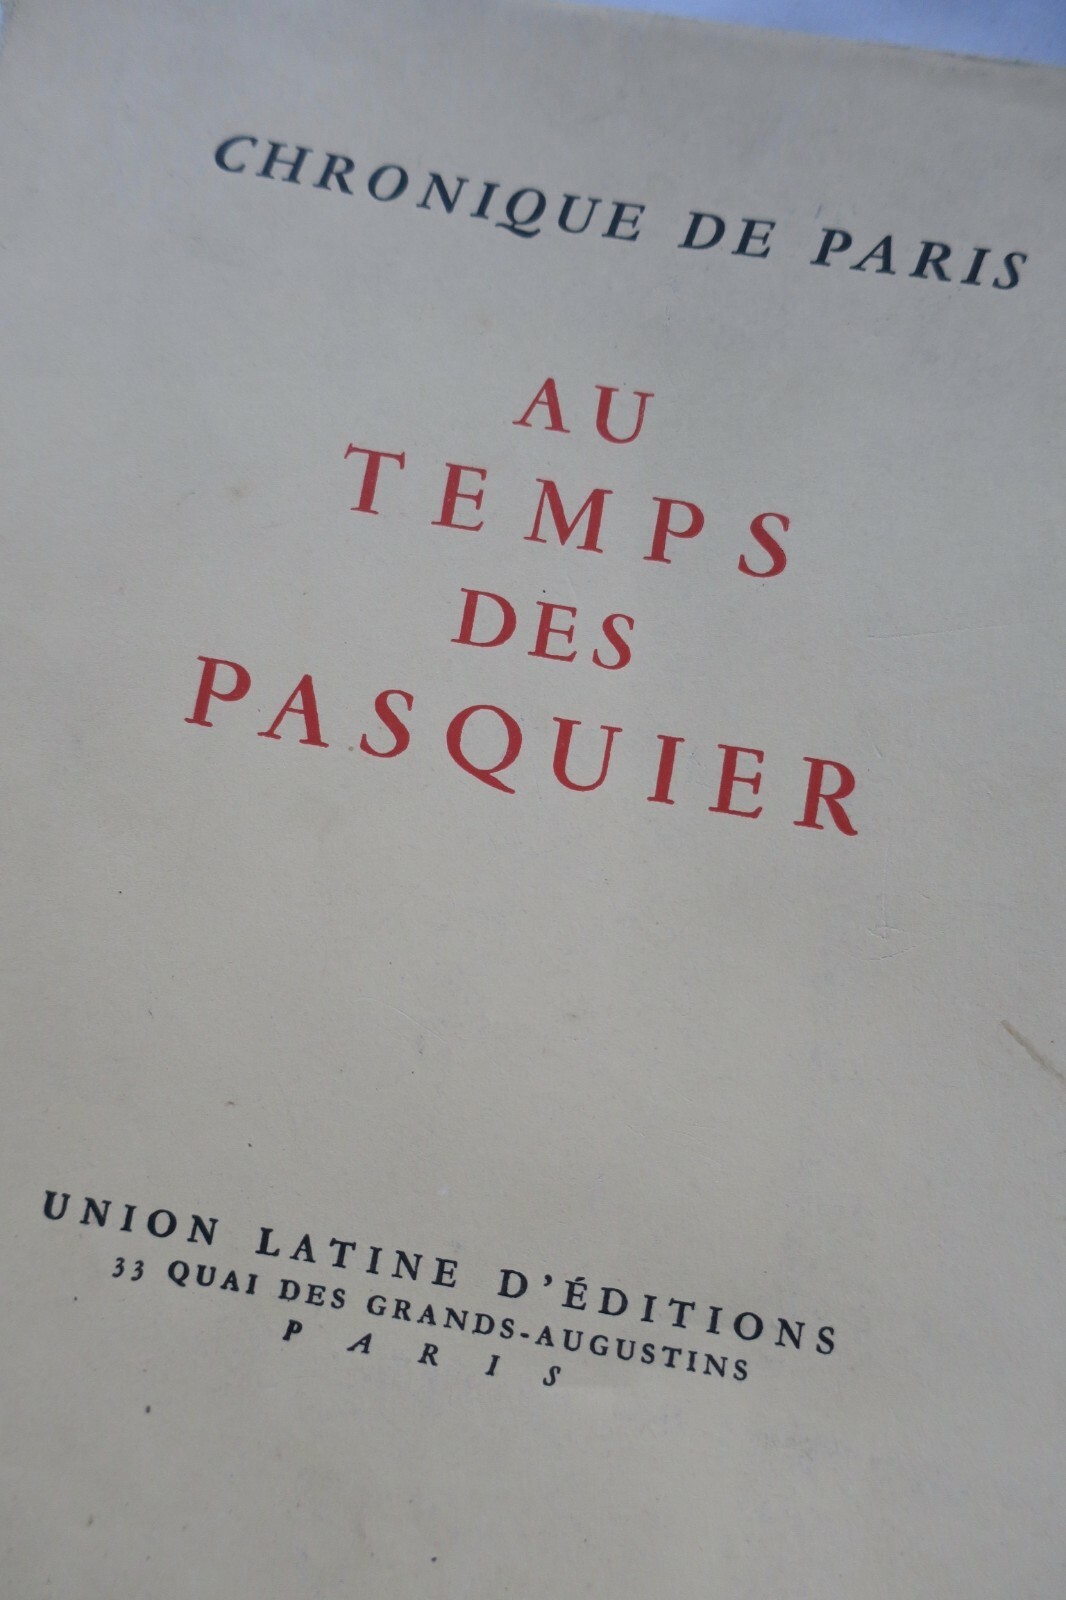 CHRONIQUE DE PARIS
AU
TEMPS
DES
PASQUIER
UNION LATINE D'ÉDITIONS
33 QUAI DES GRANDS-AUGUSTINS
PARIS